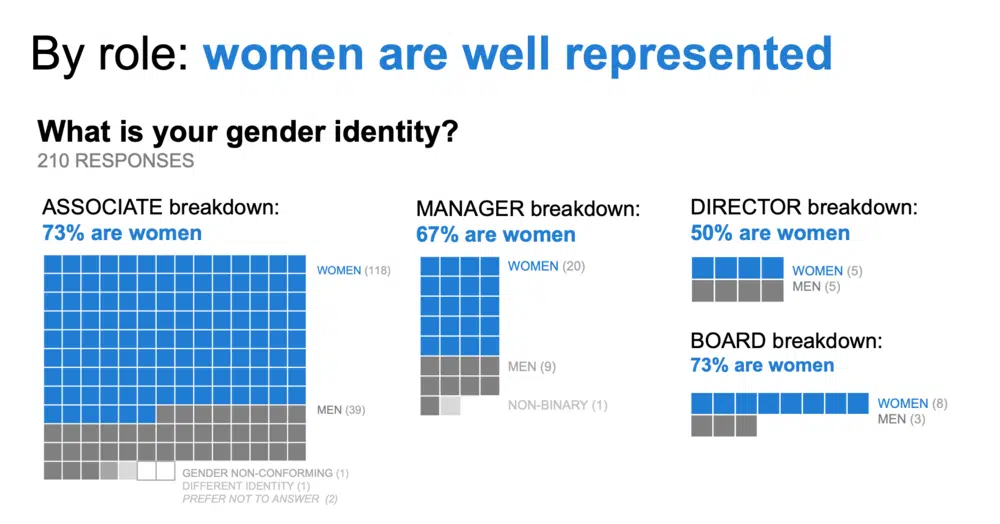 By role: women are well represented
What is your gender identity?
210 RESPONSES
ASSOCIATE breakdown:
73% are women
WOMEN (118)
MEN (39)
GENDER NON-CONFORMING (1)
DIFFERENT IDENTITY (1)
PREFER NOT TO ANSWER (2)
MANAGER breakdown:
67% are women
WOMEN (20)
MEN (9)
NON-BINARY (1)
DIRECTOR breakdown:
50% are women
WOMEN (5)
MEN (5)
BOARD breakdown:
73% are women
WOMEN (8)
MEN (3)